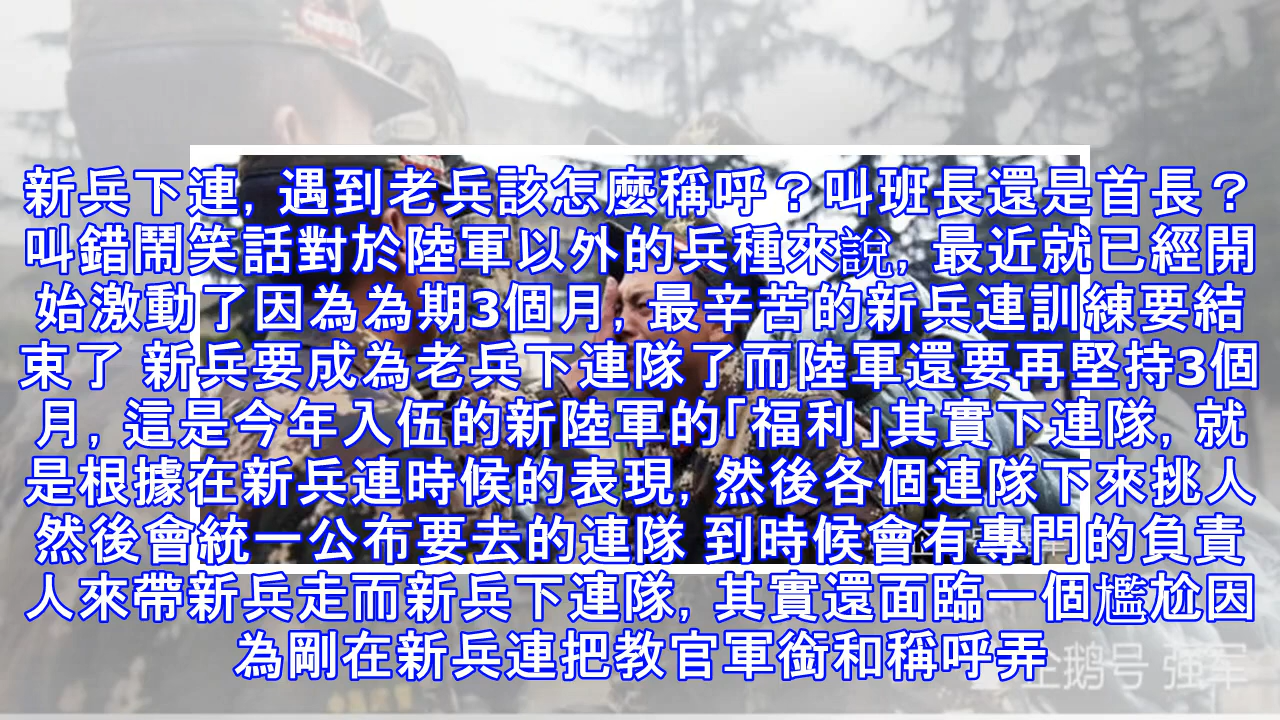 新兵下連, 遇到老兵該怎麼稱呼？叫班長還是首長？
叫錯鬧笑話對於陸軍以外的兵種來說, 最近就已經開
始激動了因為為期3個月, 最辛苦的新兵連訓練要結
束了 新兵要成為老兵下連隊了而陸軍還要再堅持3個
月, 這是今年入伍的新陸軍的「福利」其實下連隊, 就
是根據在新兵連時候的表現, 然後各個連隊下來挑人
然後會統一公布要去的連隊 到時候會有專門的負責
人來帶新兵走而新兵下連隊, 其實還面臨一個尷尬因
為剛在新兵連把教官軍銜和稱呼弄
企鹅号 强军